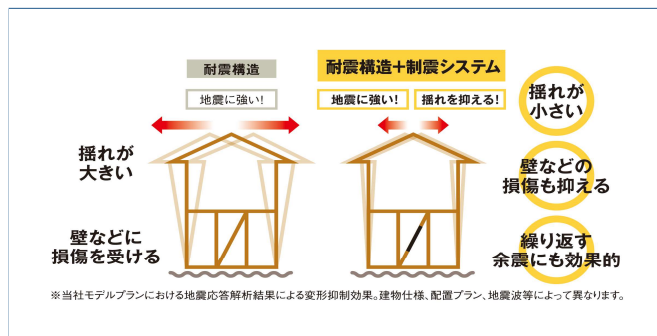 耐震構造
地震に強い!
揺れが
大きい
壁などに
損傷を受ける
耐震構造+制震システム
地震に強い!
揺れを抑える!
揺れが
小さい
壁などの
損傷も抑える
繰り返す
余震にも効果的
※当社モデルプランにおける地震応答解析結果による変形抑制効果。建物仕様、配置プラン、地震波等によって異なります。